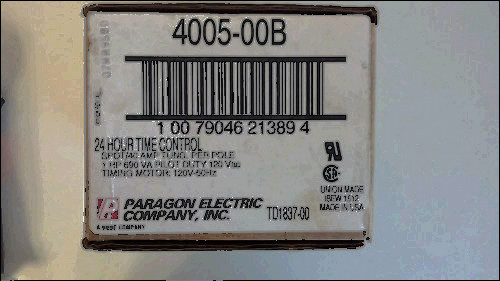 4005-00B
1 00 79046 21389 4
24 HOUR TIME CONTROL
SPDT/40 AMP TUNG. PER POLE
1 HP 690 VA PILOT DUTY 120 Vac
TIMING MOTOR: 120V-60Hz
UNION MADE
IBEW 1612
MADE IN USA
PARAGON ELECTRIC
COMPANY, INC.
TD1837-00